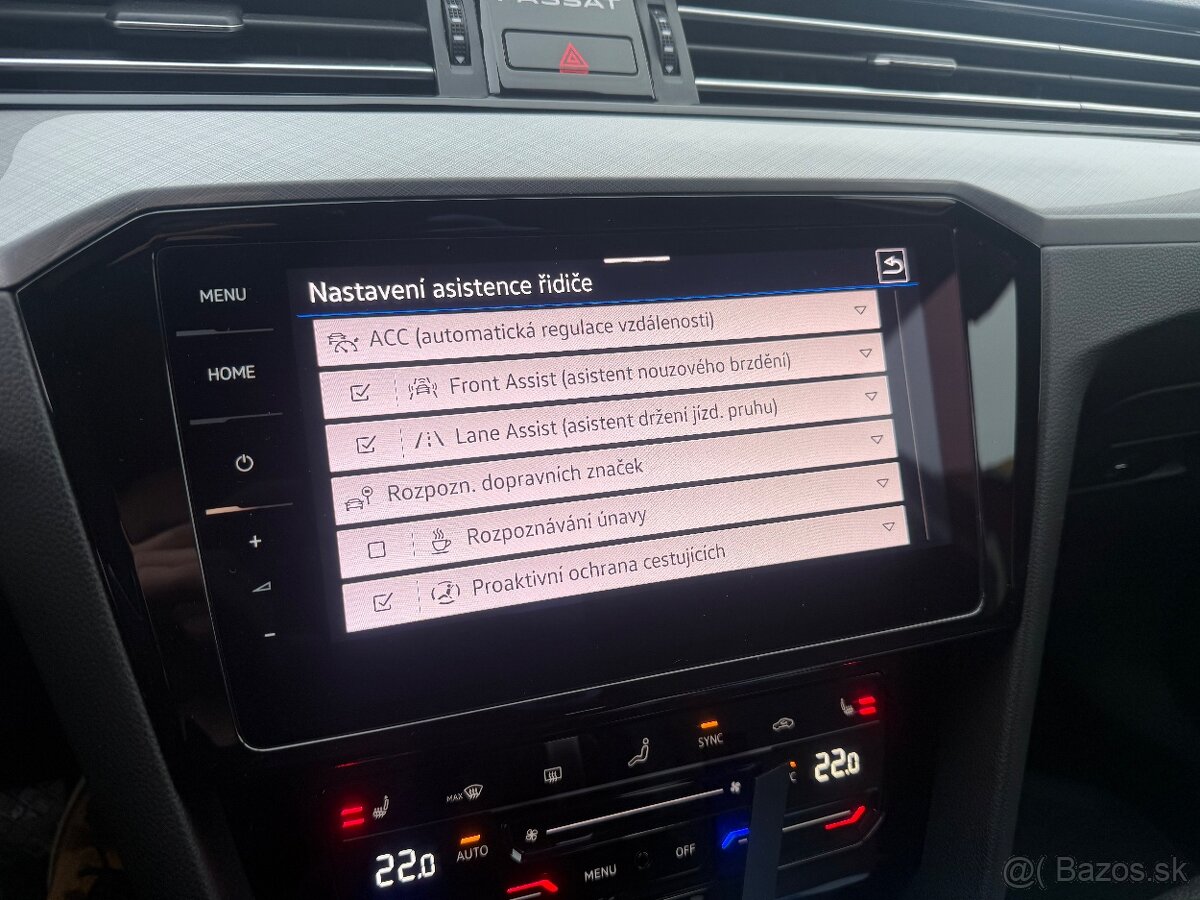 PASSAT
MENU
HOME
+
-
Nastavení asistence řidiče
ACC (automatická regulace vzdálenosti)
Front Assist (asistent nouzového brzdění)
Lane Assist (asistent držení jízd. pruhu)
Rozpozn. dopravních značek
Rozpoznávání únavy
Proaktivní ochrana cestujících
SYNC
MAX
22.0
°C
22.0
AUTO
MENU
OFF
@( Bazos.sk